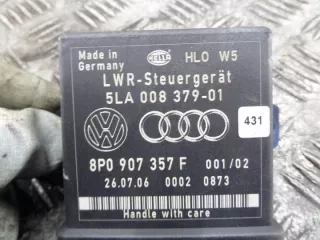 Made in
Germany
HELLA
HLO W5
LWR-Steuergerät
5LA 008 379-01
431
8P0 907 357 F 001/02
26.07.06 0002 0873
Handle with care